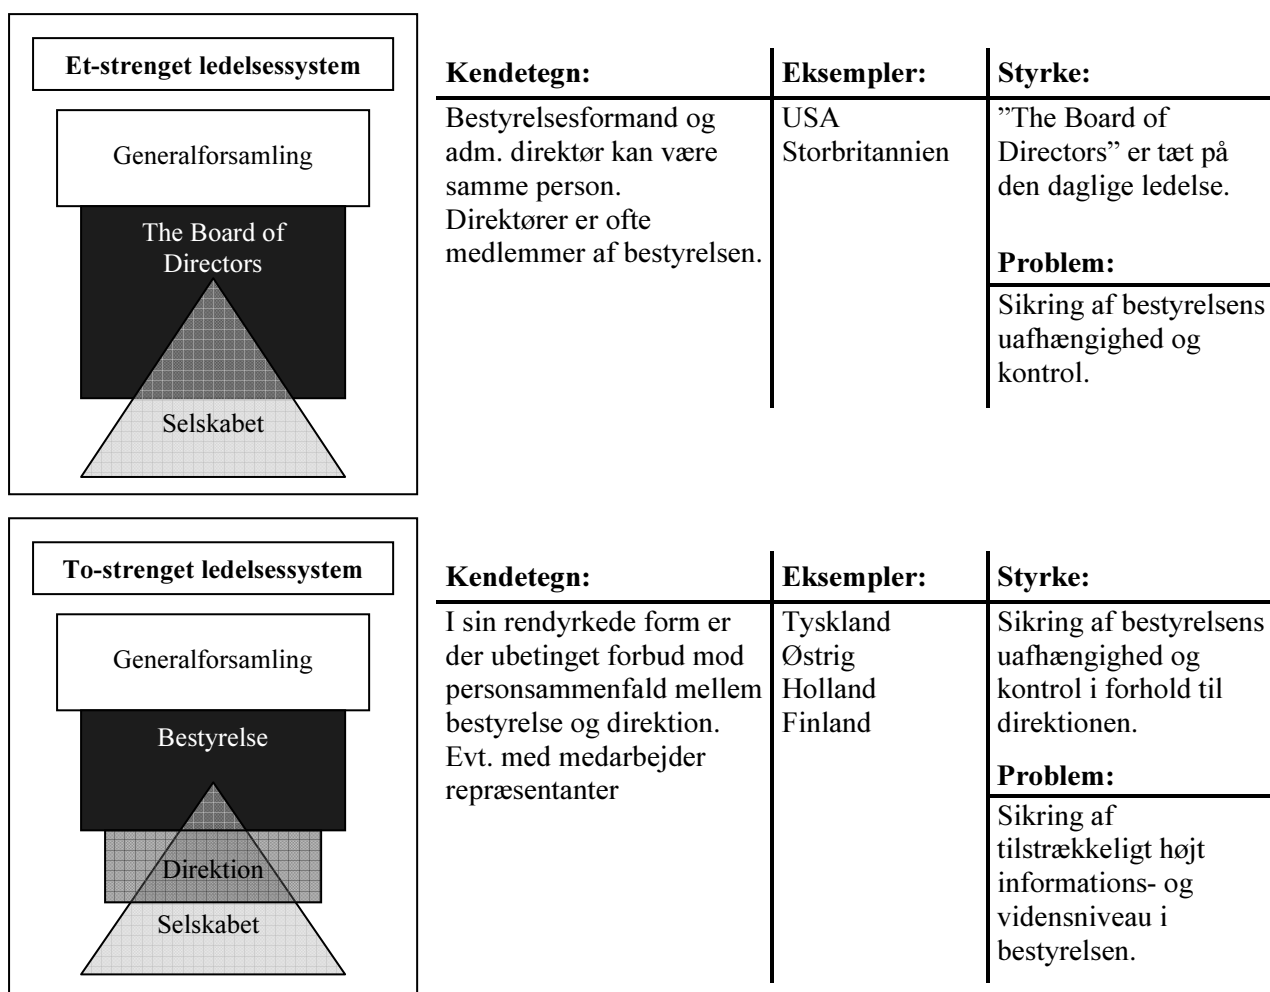 Et-strenget ledelsessystem
Generalforsamling
The Board of
Directors
Selskabet
Kendetegn:
Bestyrelsesformand og
adm. direktør kan være
samme person.
Direktører er ofte
medlemmer af bestyrelsen.
Eksempler:
USA
Storbritannien
Styrke:
”The Board of
Directors” er tæt på
den daglige ledelse.
Problem:
Sikring af bestyrelsens
uafhængighed og
kontrol.
To-strenget ledelsessystem
Generalforsamling
Bestyrelse
Direktion
Selskabet
Kendetegn:
I sin rendyrkede form er
der ubetinget forbud mod
personsammenfald mellem
bestyrelse og direktion.
Evt. med medarbejder
repræsentanter
Eksempler:
Tyskland
Østrig
Holland
Finland
Styrke:
Sikring af bestyrelsens
uafhængighed og
kontrol i forhold til
direktionen.
Problem:
Sikring af
tilstrækkeligt højt
informations- og
vidensniveau i
bestyrelsen.